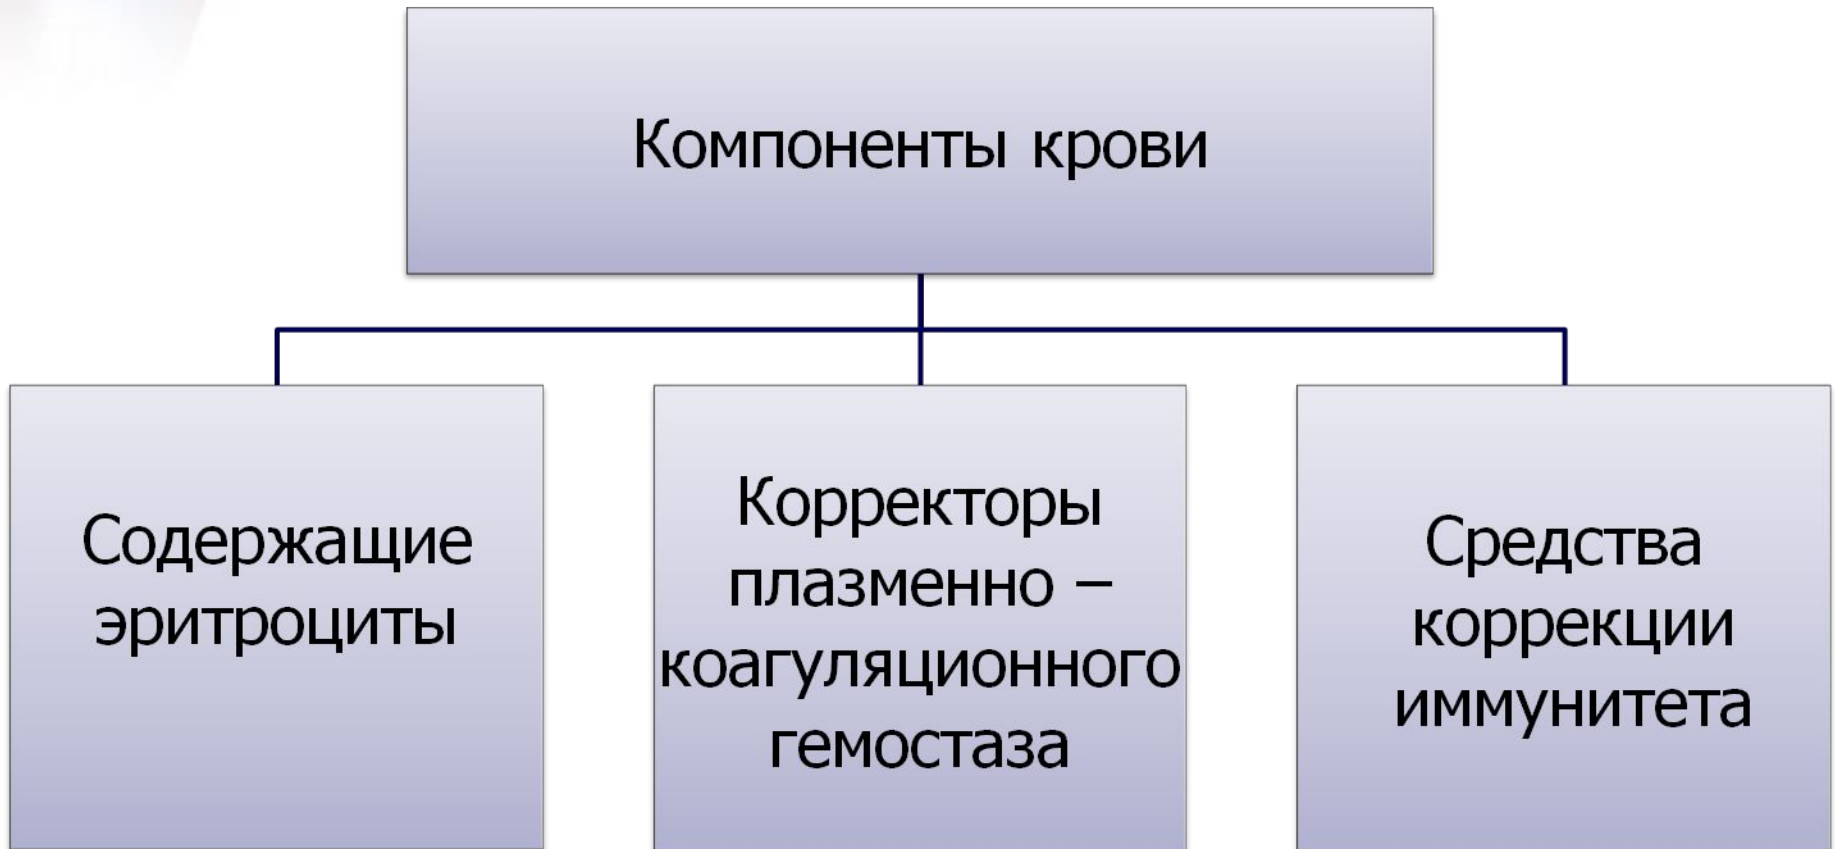 Компоненты крови
Содержащие
эритроциты
Корректоры
плазменно –
коагуляционного
гемостаза
Средства
коррекции
иммунитета